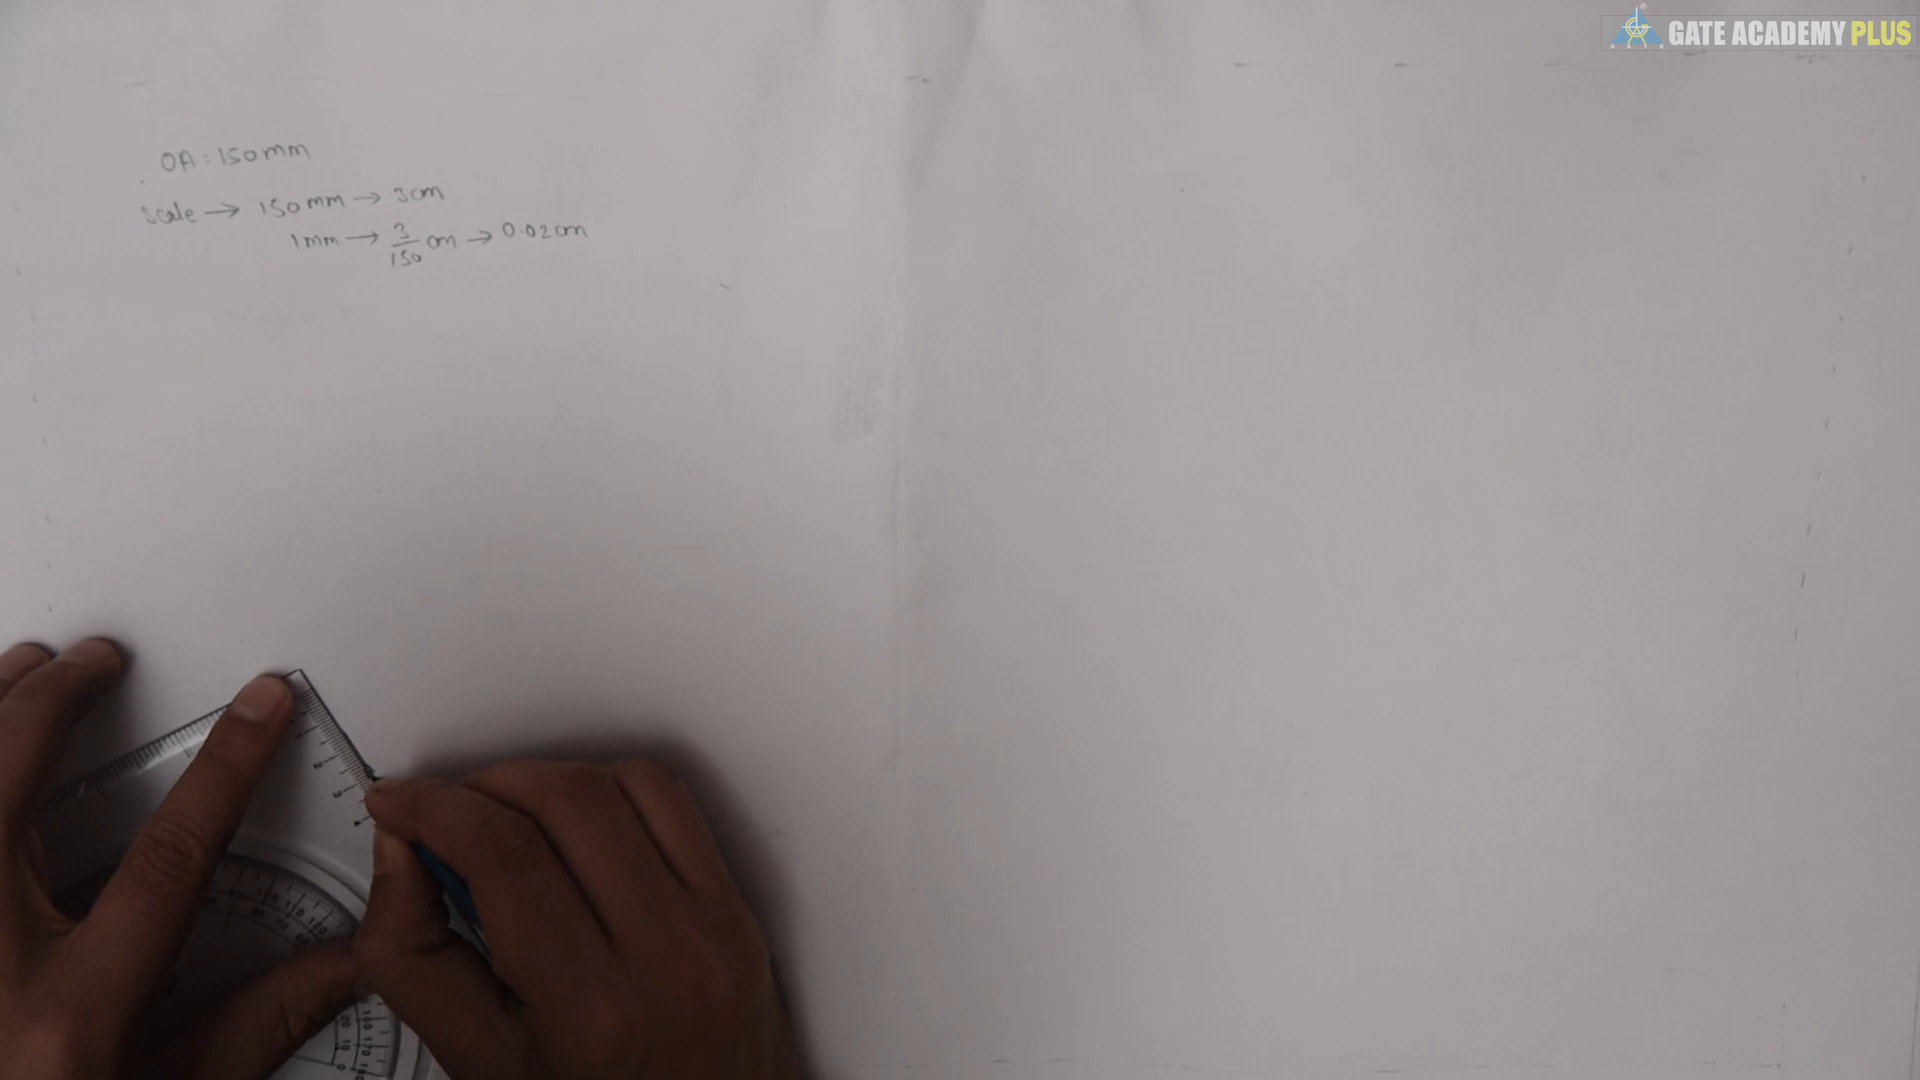 GATE ACADEMY PLUS
OA : 150mm
Scale → 150mm → 3cm
1mm → 3/150 cm → 0.02cm